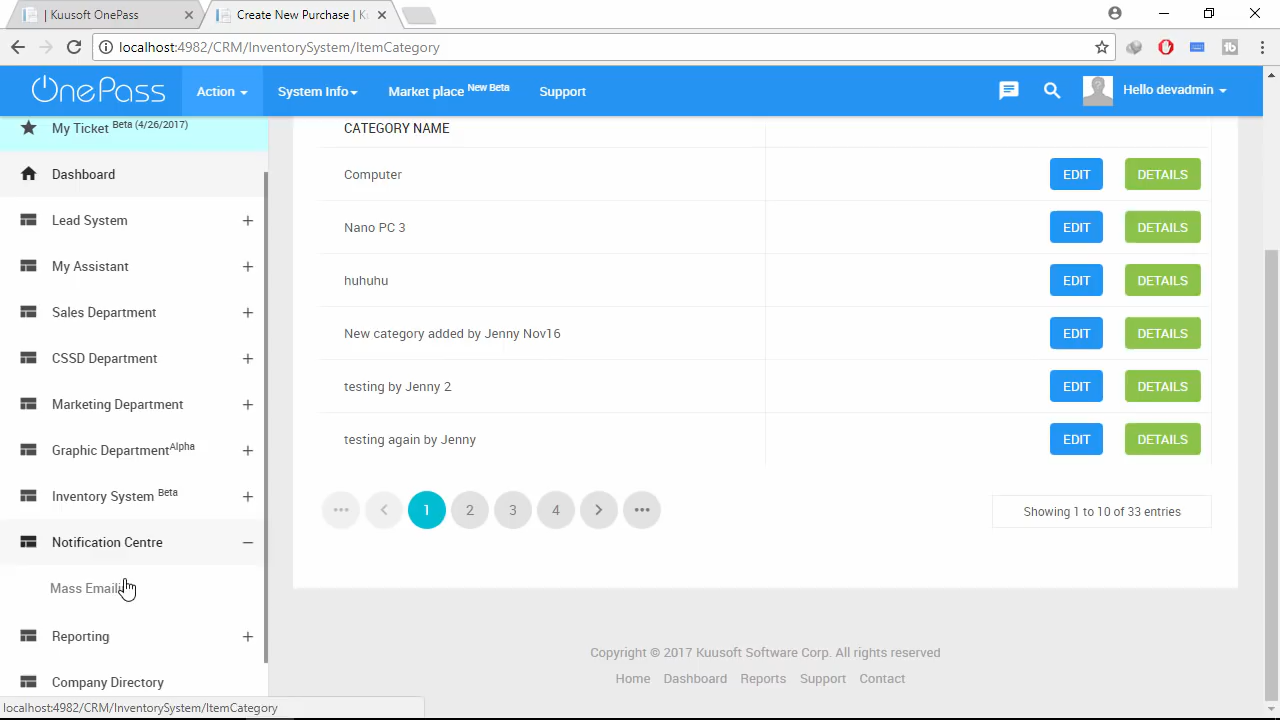 | Kuusoft OnePass
Create New Purchase | Ku
localhost:4982/CRM/InventorySystem/ItemCategory
OnePass
Action
System Info
Market place New Beta
Support
Hello devadmin
My Ticket Beta (4/26/2017)
Dashboard
Lead System
My Assistant
Sales Department
CSSD Department
Marketing Department
Graphic Department Alpha
Inventory System Beta
Notification Centre
Mass Emaili
Reporting
Company Directory
localhost:4982/CRM/InventorySystem/ItemCategory
CATEGORY NAME
Computer EDIT DETAILS
Nano PC 3 EDIT DETAILS
huhuhu EDIT DETAILS
New category added by Jenny Nov16 EDIT DETAILS
testing by Jenny 2 EDIT DETAILS
testing again by Jenny EDIT DETAILS
1 2 3 4
Showing 1 to 10 of 33 entries
Copyright © 2017 Kuusoft Software Corp. All rights reserved
Home Dashboard Reports Support Contact